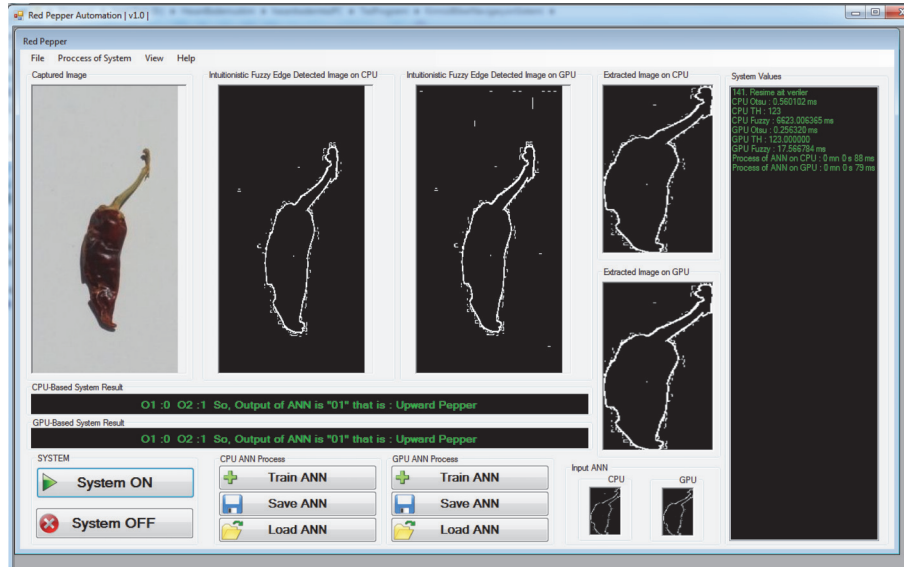 Red Pepper Automation | v1.0 |
Red Pepper
File Proccess of System View Help
Captured Image
Intuitionistic Fuzzy Edge Detected Image on CPU
Intuitionistic Fuzzy Edge Detected Image on GPU
Extracted Image on CPU
System Values
141. Resime ait veriler
CPU Otsu : 0.560102 ms
CPU TH : 123
CPU Fuzzy : 6623.006365 ms
GPU Otsu : 0.256320 ms
GPU TH : 123.000000
GPU Fuzzy : 17.566784 ms
Process of ANN on CPU : 0 mn 0 s 88 ms
Process of ANN on GPU : 0 mn 0 s 79 ms
Extracted Image on GPU
CPU-Based System Result
O1 :0 O2 :1 So, Output of ANN is "01" that is : Upward Pepper
GPU-Based System Result
O1 :0 O2 :1 So, Output of ANN is "01" that is : Upward Pepper
SYSTEM
System ON
System OFF
CPU ANN Process
Train ANN
Save ANN
Load ANN
GPU ANN Process
Train ANN
Save ANN
Load ANN
Input ANN
CPU
GPU